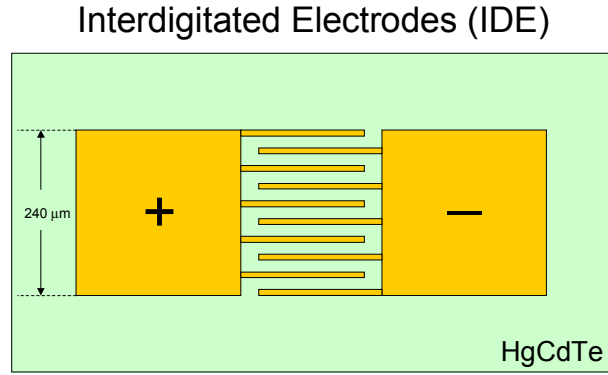 Interdigitated Electrodes (IDE)
240 μm
+
–
HgCdTe